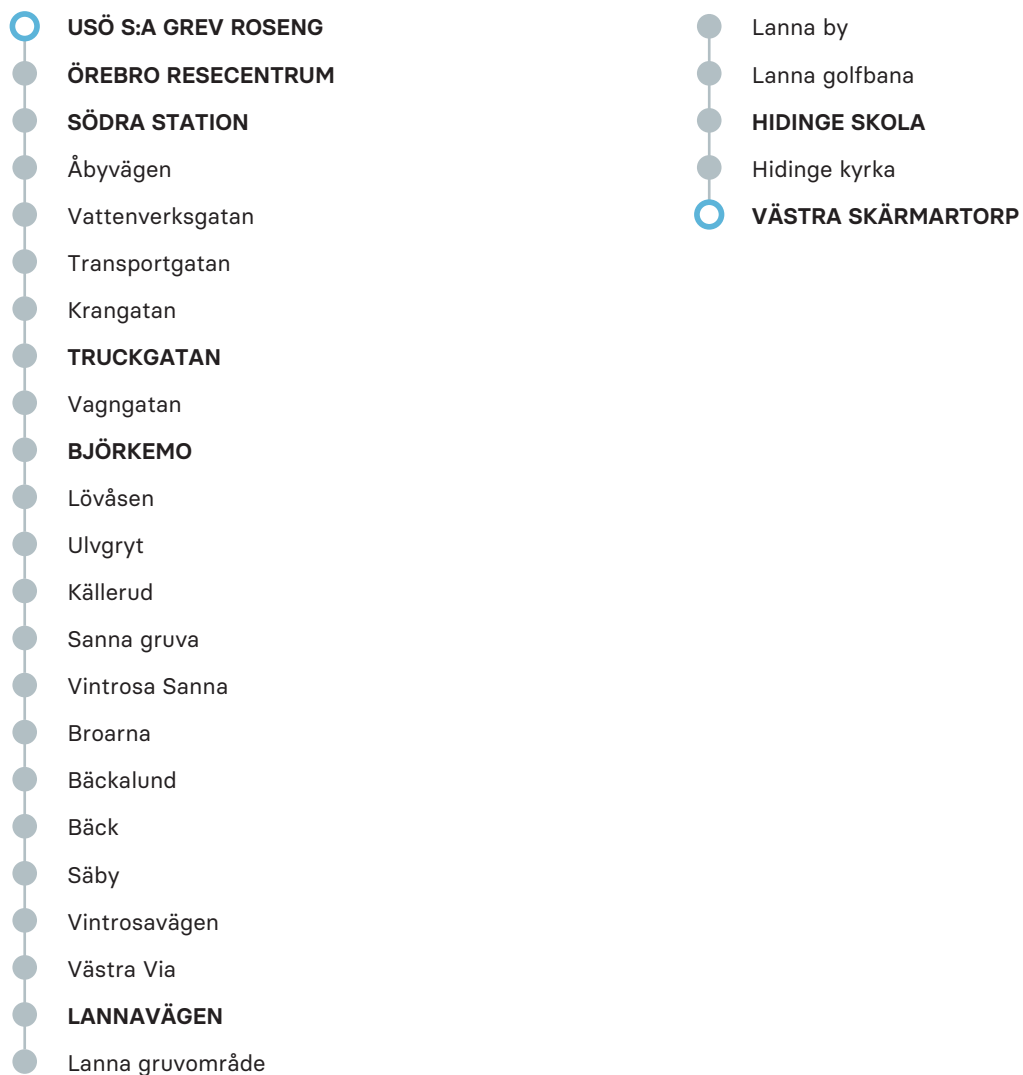 USÖ S:A GREV ROSENG
ÖREBRO RESECENTRUM
SÖDRA STATION
Åbyvägen
Vattenverksgatan
Transportgatan
Krangatan
TRUCKGATAN
Vagngatan
BJÖRKEMO
Lövåsen
Ulvgryt
Källerud
Sanna gruva
Vintrosa Sanna
Broarna
Bäckalund
Bäck
Säby
Vintrosavägen
Västra Via
LANNAVÄGEN
Lanna gruvområde
Lanna by
Lanna golfbana
HIDINGE SKOLA
Hidinge kyrka
VÄSTRA SKÄRMARTORP